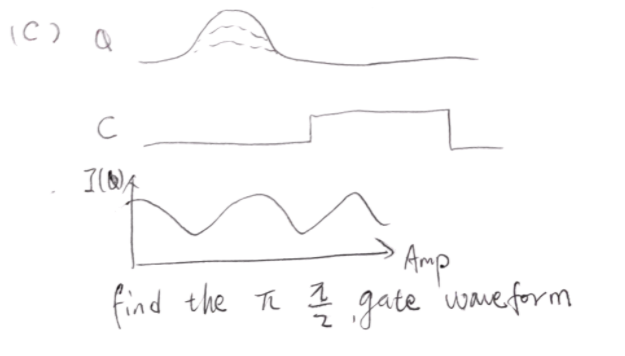 (C) Q
C
I(Q)
Amp
find the π π/2 gate waveform